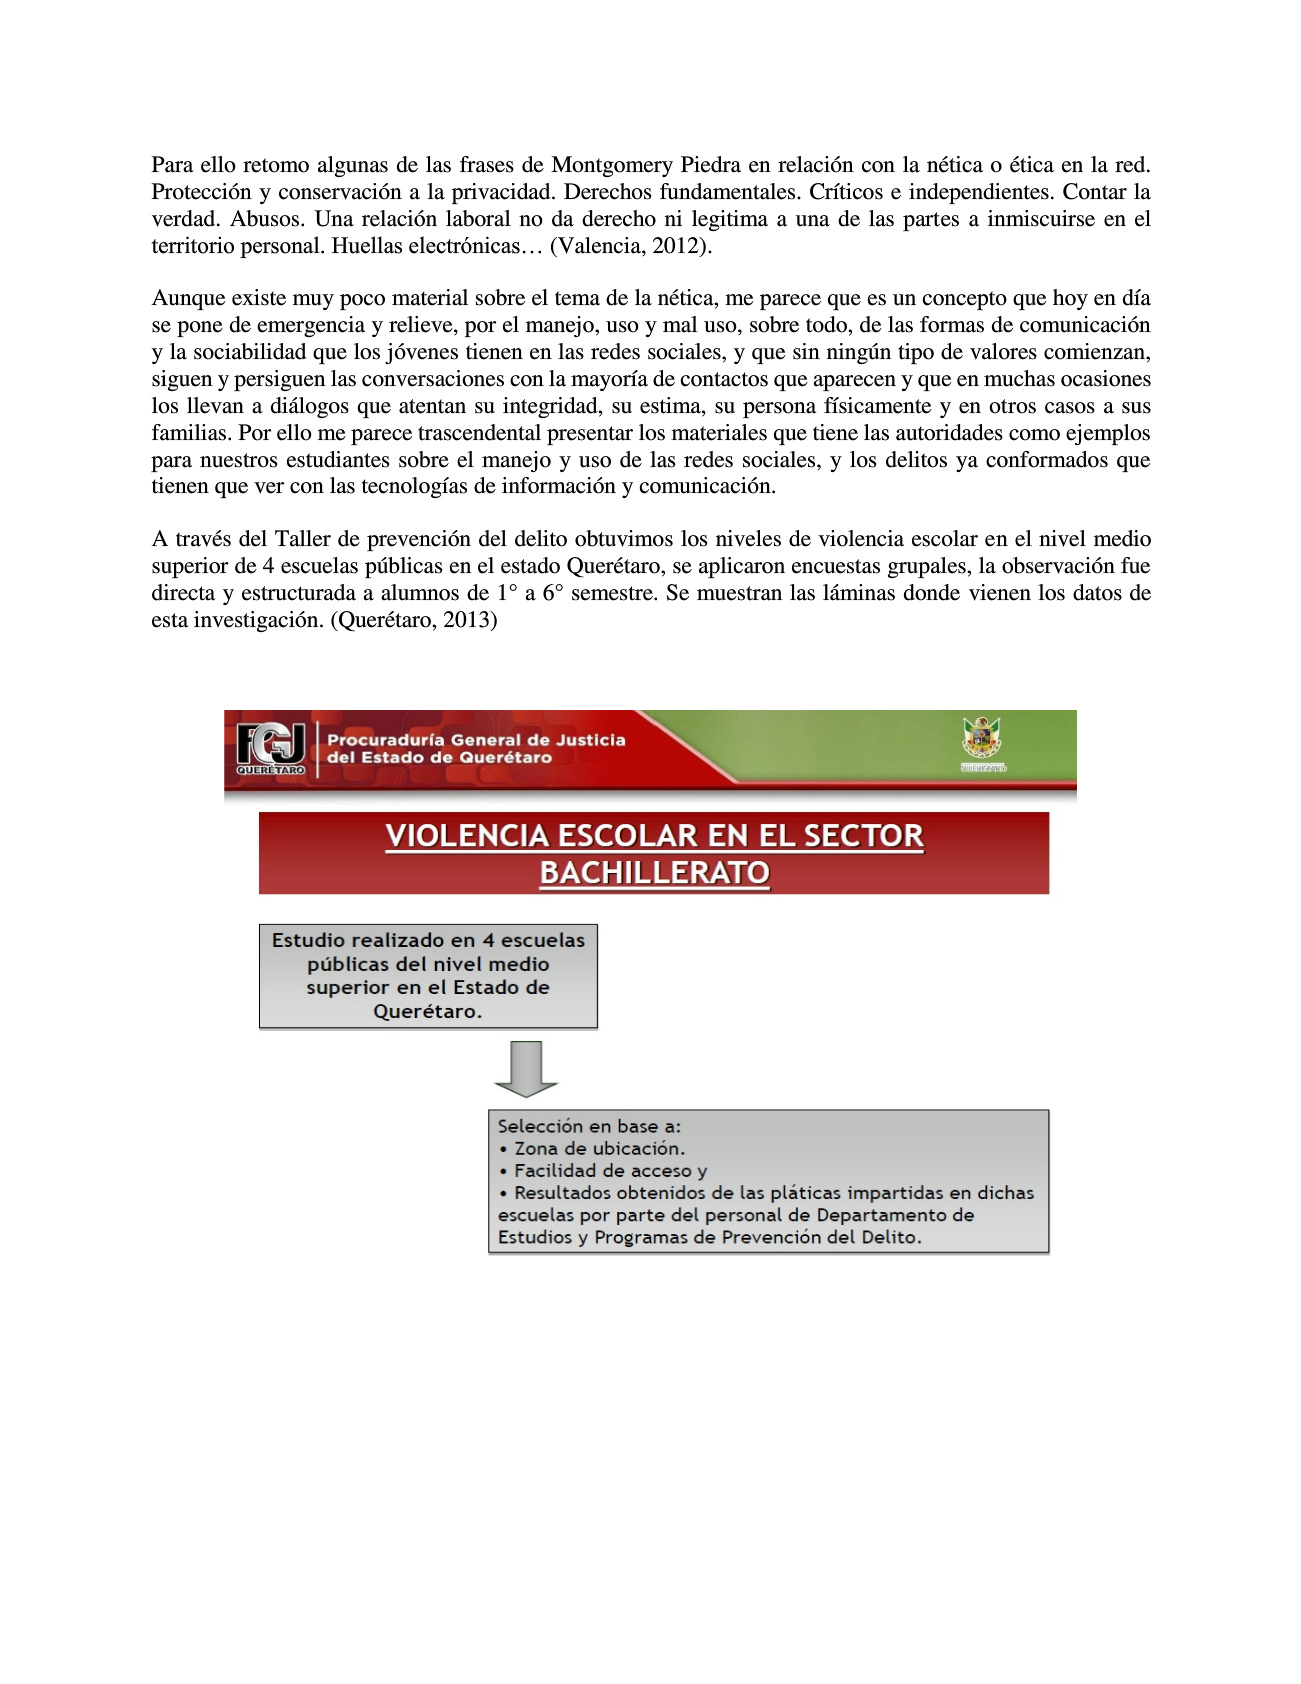 Para ello retomo algunas de las frases de Montgomery Piedra en relación con la nética o ética en la red.
Protección y conservación a la privacidad. Derechos fundamentales. Críticos e independientes. Contar la
verdad. Abusos. Una relación laboral no da derecho ni legitima a una de las partes a inmiscuirse en el
territorio personal. Huellas electrónicas… (Valencia, 2012).
Aunque existe muy poco material sobre el tema de la nética, me parece que es un concepto que hoy en día
se pone de emergencia y relieve, por el manejo, uso y mal uso, sobre todo, de las formas de comunicación
y la sociabilidad que los jóvenes tienen en las redes sociales, y que sin ningún tipo de valores comienzan,
siguen y persiguen las conversaciones con la mayoría de contactos que aparecen y que en muchas ocasiones
los llevan a diálogos que atentan su integridad, su estima, su persona físicamente y en otros casos a sus
familias. Por ello me parece trascendental presentar los materiales que tiene las autoridades como ejemplos
para nuestros estudiantes sobre el manejo y uso de las redes sociales, y los delitos ya conformados que
tienen que ver con las tecnologías de información y comunicación.
A través del Taller de prevención del delito obtuvimos los niveles de violencia escolar en el nivel medio
superior de 4 escuelas públicas en el estado Querétaro, se aplicaron encuestas grupales, la observación fue
directa y estructurada a alumnos de 1° a 6° semestre. Se muestran las láminas donde vienen los datos de
esta investigación. (Querétaro, 2013)
PGJ
QUERÉTARO
Procuraduría General de Justicia
del Estado de Querétaro
VIOLENCIA ESCOLAR EN EL SECTOR
BACHILLERATO
Estudio realizado en 4 escuelas
públicas del nivel medio
superior en el Estado de
Querétaro.
Selección en base a:
• Zona de ubicación.
• Facilidad de acceso y
• Resultados obtenidos de las pláticas impartidas en dichas
escuelas por parte del personal de Departamento de
Estudios y Programas de Prevención del Delito.